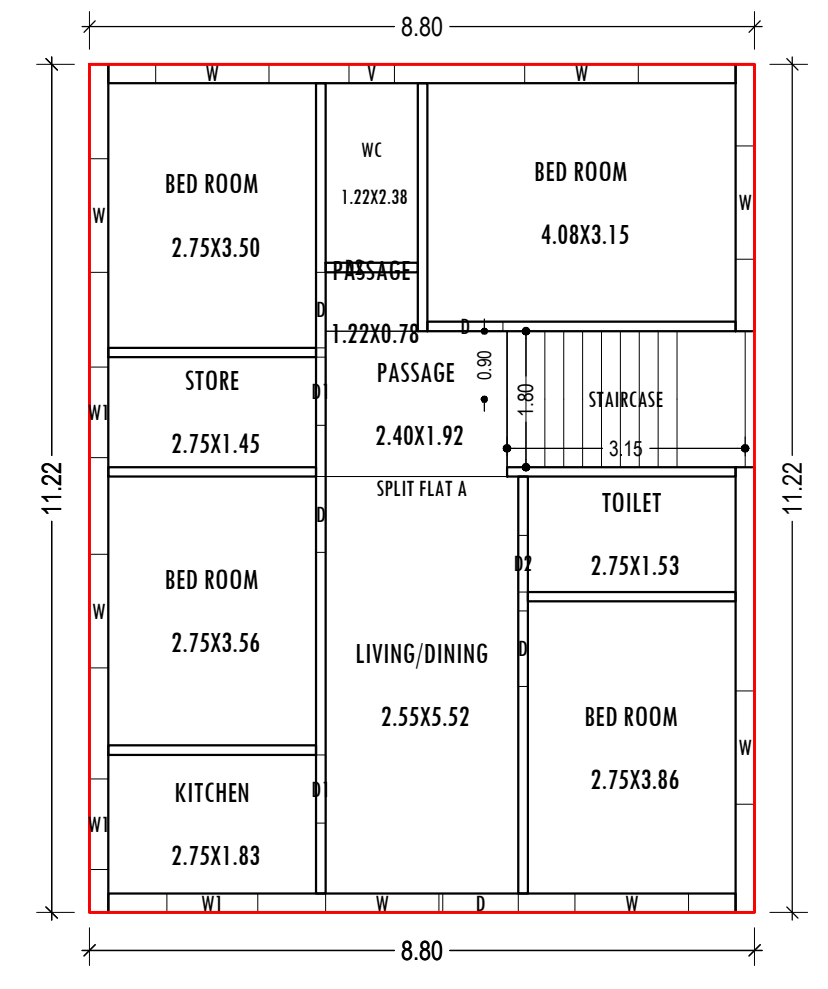 8.80
W
V
W
WC
1.22X2.38
BED ROOM
2.75X3.50
BED ROOM
4.08X3.15
W
W
PASSAGE
1.22X0.78
D
D
STORE
2.75X1.45
W1
D1
PASSAGE
2.40X1.92
0.90
1.80
STAIRCASE
3.15
11.22
11.22
SPLIT FLAT A
D
TOILET
2.75X1.53
D2
BED ROOM
2.75X3.56
W
LIVING/DINING
2.55X5.52
D
BED ROOM
2.75X3.86
W
KITCHEN
2.75X1.83
W1
D1
W1
W
D
W
8.80